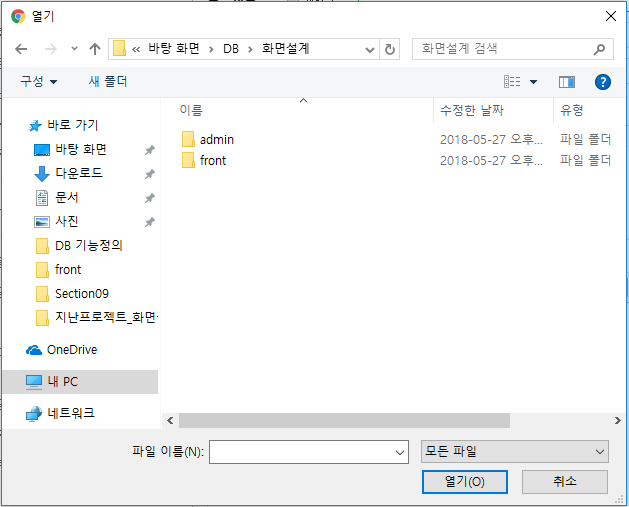 열기
« 바탕 화면 > DB > 화면설계
화면설계 검색
구성
새 폴더
이름
수정한 날짜
유형
바로 가기
바탕 화면
다운로드
문서
사진
DB 기능정의
front
Section09
지난프로젝트_화면
OneDrive
내 PC
네트워크
admin 2018-05-27 오후... 파일 폴더
front 2018-05-27 오후... 파일 폴더
파일 이름(N):
모든 파일
열기(O)
취소